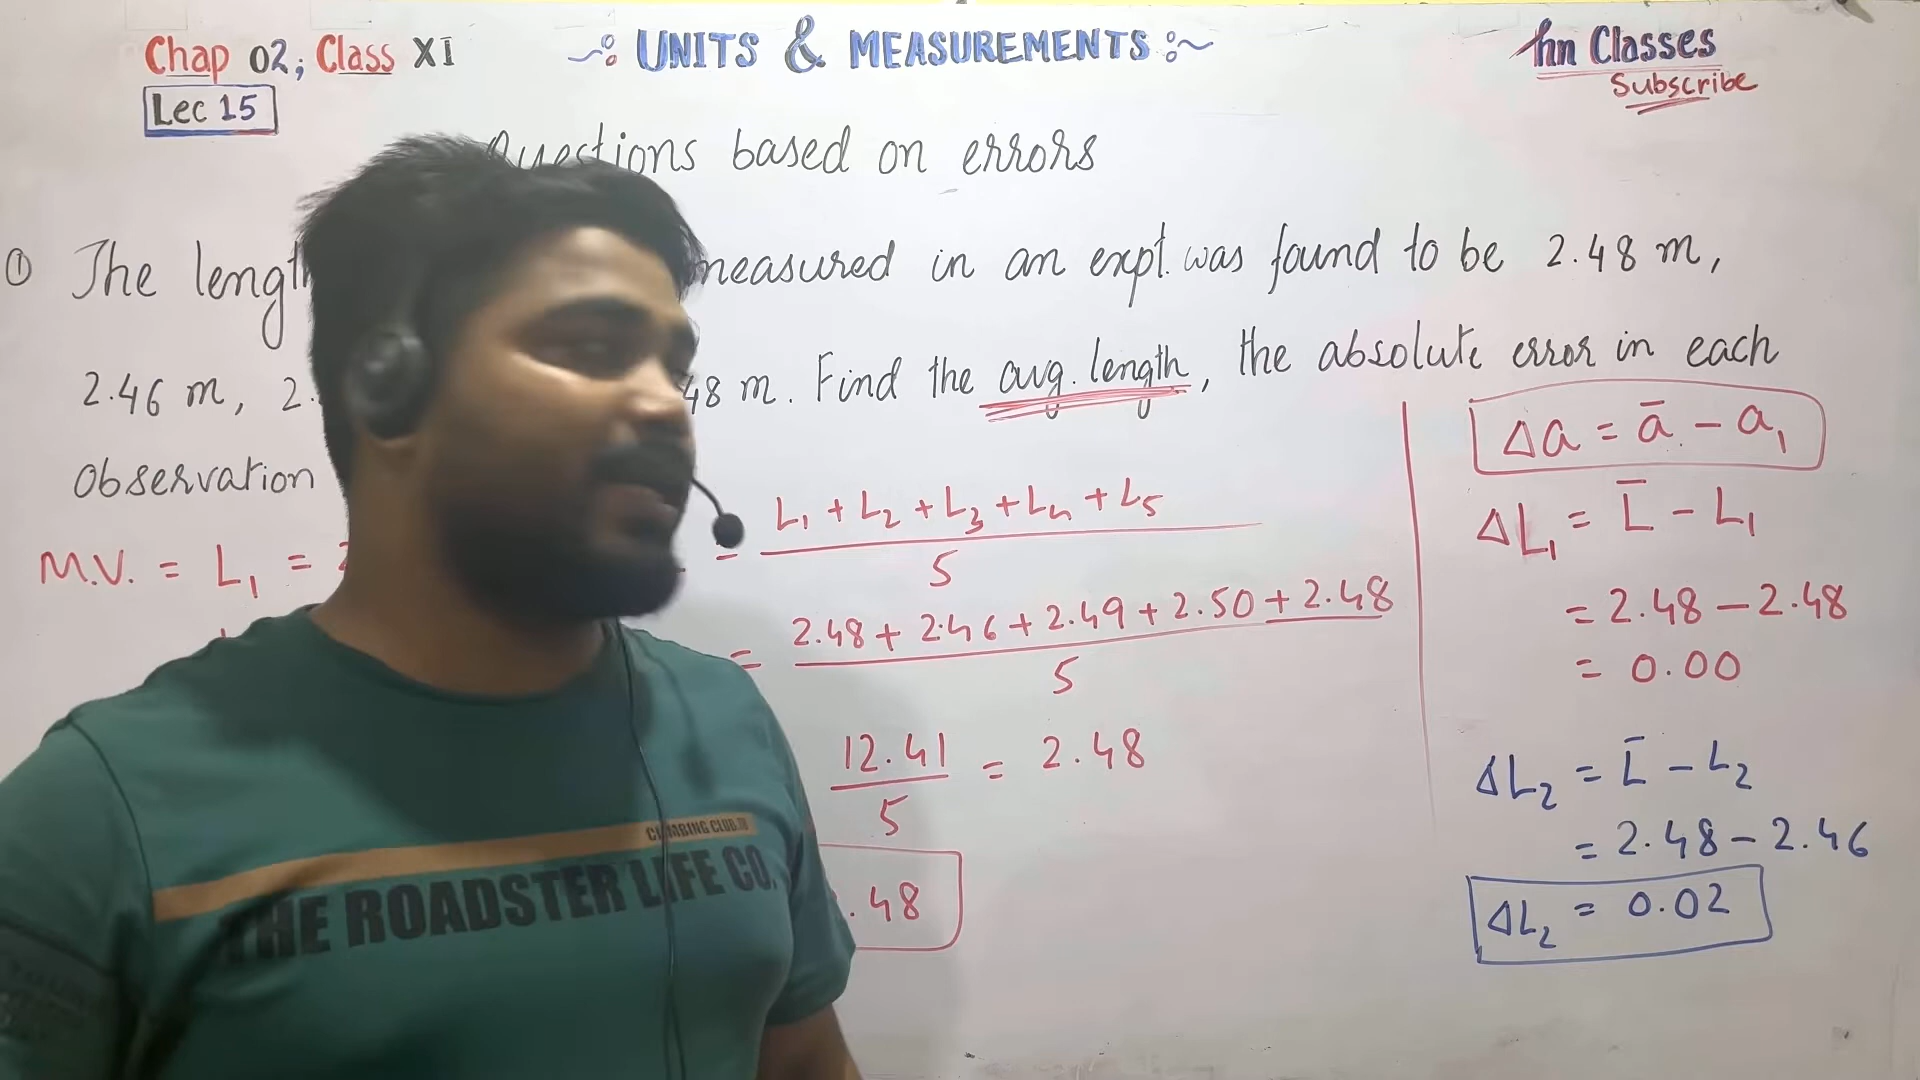 Chap 02; Class XI
Lec 15
UNITS & MEASUREMENTS
hn Classes
Subscribe
Questions based on errors
① The length measured in an expt. was found to be 2.48 m,
2.46 m, 2. 48 m. Find the avg. length, the absolute error in each
observation
M.V. = L₁ =
= L₁ + L₂ + L₃ + L₄ + L₅
5
= 2.48 + 2.46 + 2.49 + 2.50 + 2.48
5
12.41 = 2.48
5
.48
Δa = a̅ - a₁
ΔL₁ = L̅ - L₁
= 2.48 - 2.48
= 0.00
ΔL₂ = L̅ - L₂
= 2.48 - 2.46
ΔL₂ = 0.02
THE ROADSTER LIFE CO.